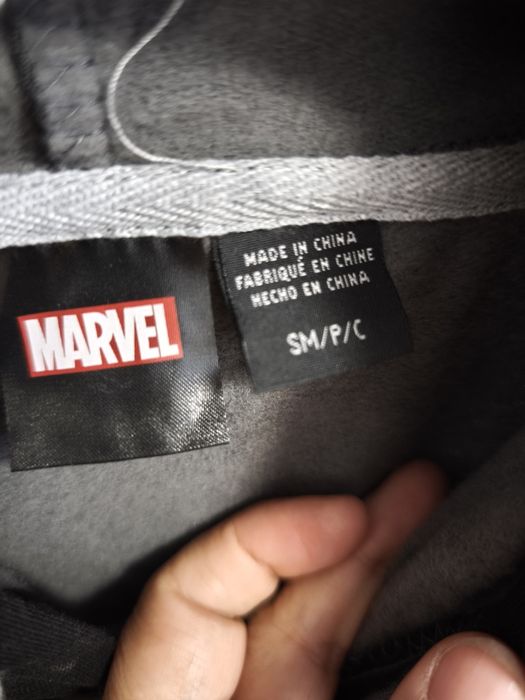 MARVEL
MADE IN CHINA
FABRIQUÉ EN CHINE
HECHO EN CHINA
SM/P/C